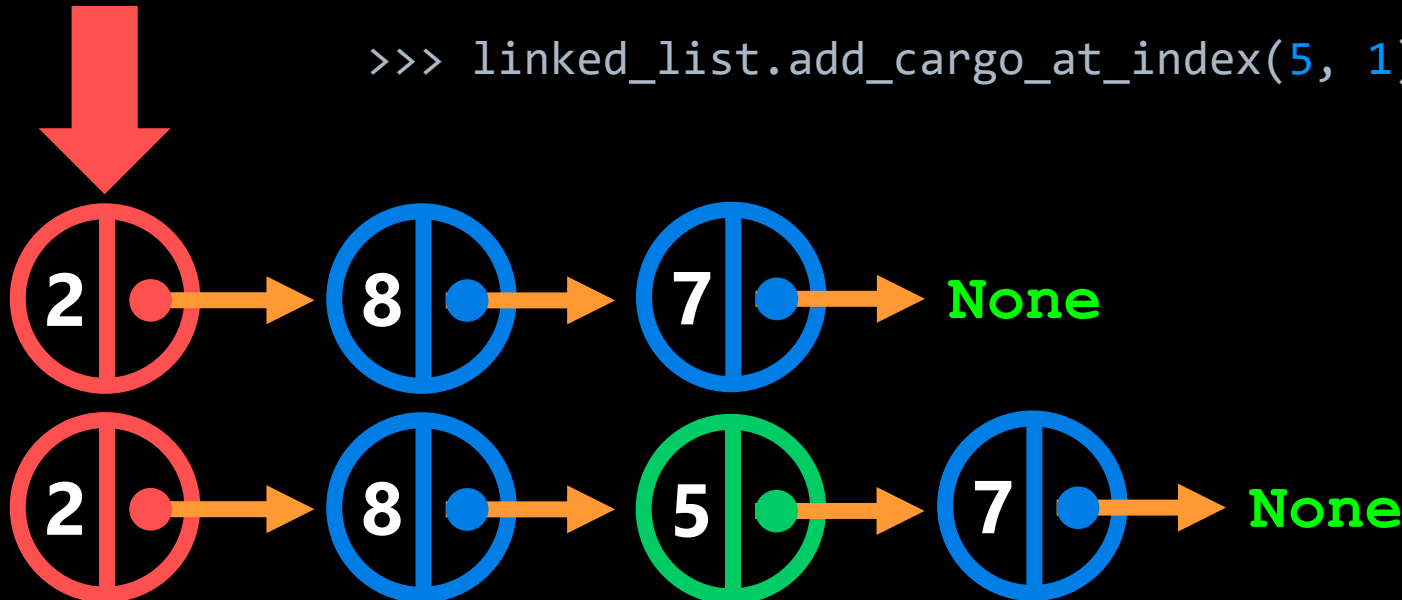 >>> linked_list.add_cargo_at_index(5, 1)
2 8 7 None
2 8 5 7 None